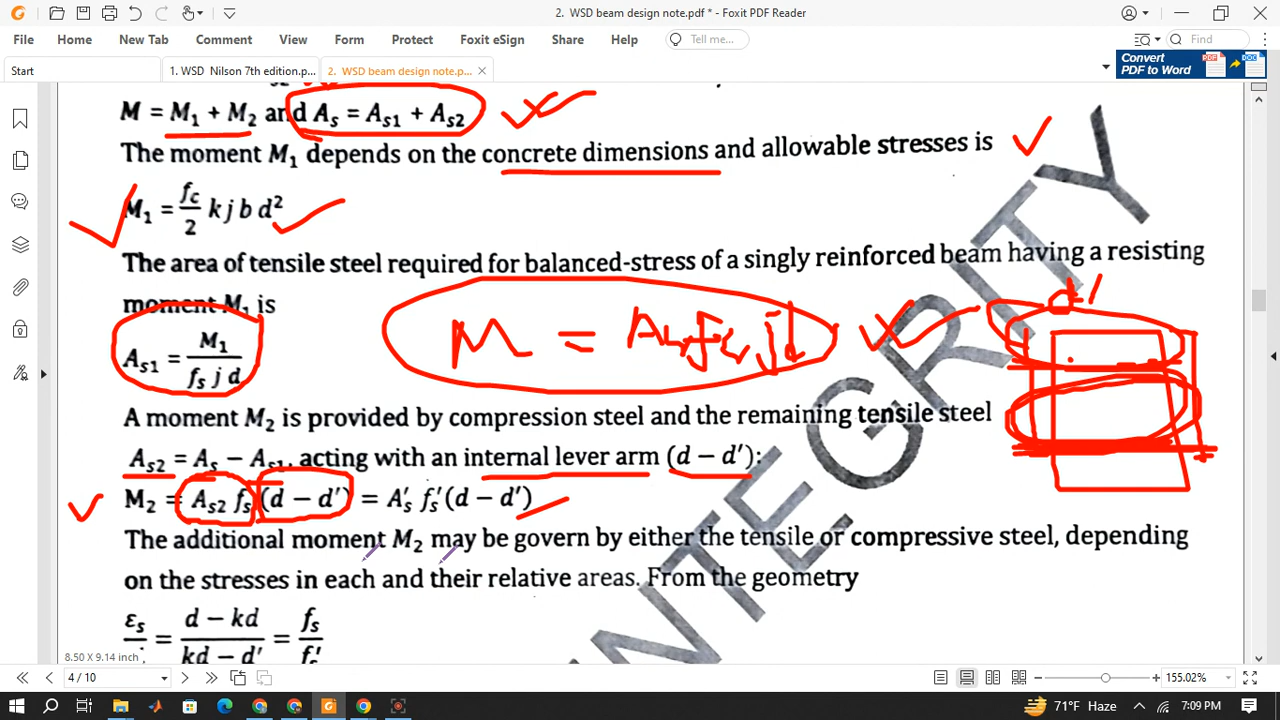 2. WSD beam design note.pdf * - Foxit PDF Reader
File Home New Tab Comment View Form Protect Foxit eSign Share Help Tell me... Find
Start 1. WSD Nilson 7th edition.p... 2. WSD beam design note.p...
Convert
PDF to Word
M = M₁ + M₂ and Aₛ = Aₛ₁ + Aₛ₂
The moment M₁ depends on the concrete dimensions and allowable stresses is
M₁ = f_c/2 k j b d²
The area of tensile steel required for balanced-stress of a singly reinforced beam having a resisting
moment M₁ is
Aₛ₁ = M₁/(fₛ j d)
M = Aₛ fₛ jd
d'
A moment M₂ is provided by compression steel and the remaining tensile steel
Aₛ₂ = Aₛ − Aₛ₁, acting with an internal lever arm (d − d′):
M₂ = Aₛ₂ fₛ (d − d′) = A′ₛ f′ₛ (d − d′)
The additional moment M₂ may be govern by either the tensile or compressive steel, depending
on the stresses in each and their relative areas. From the geometry
εₛ = (d − kd)/(kd − d′) = fₛ
INTEGRITY
8.50 X 9.14 inch
4 / 10 155.02%
71°F Haze 7:09 PM